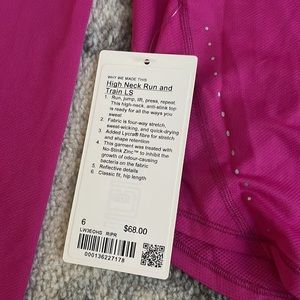 WHY WE MADE THIS
High Neck Run and
Train LS
1. Run, jump, lift, press, repeat.
This high-neck, anti-stink top
is ready for all the ways you
sweat
2. Fabric is four-way stretch,
sweat-wicking, and quick-drying
3. Added Lycra® fibre for stretch
and shape retention
4. This garment was treated with
No-Stink Zinc™ to inhibit the
growth of odour-causing
bacteria on the fabric
5. Reflective details
6. Classic fit, hip length
6
$68.00
LW3EOHS RIPR
000136227178